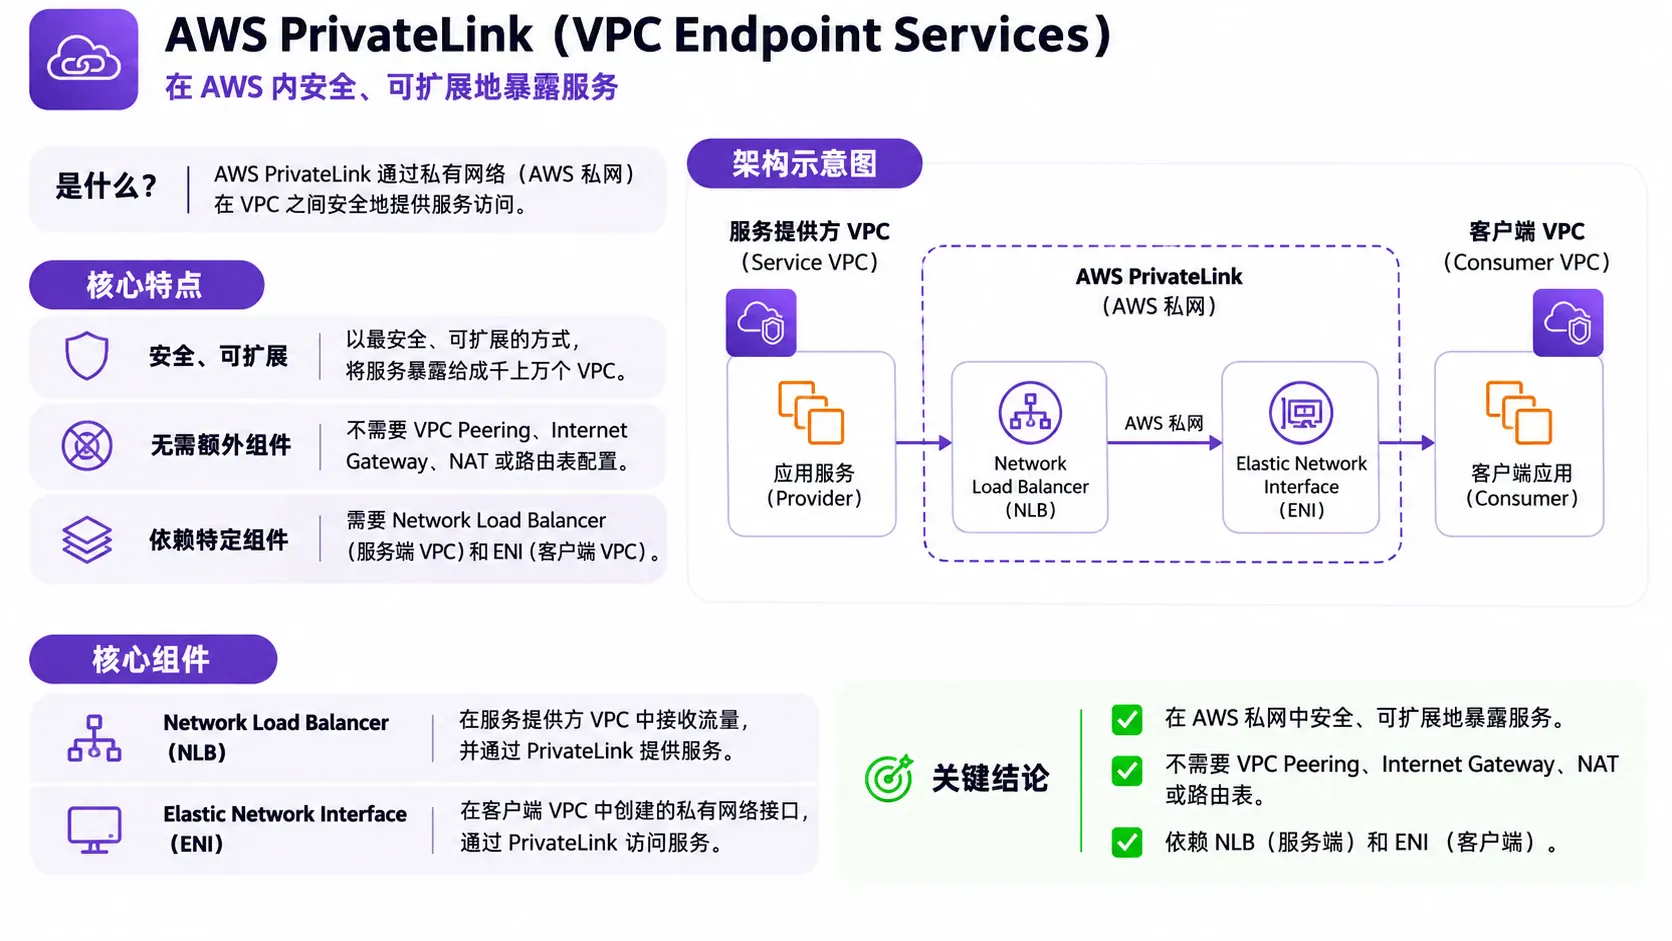 AWS PrivateLink（VPC Endpoint Services）
在 AWS 内安全、可扩展地暴露服务
是什么？
AWS PrivateLink 通过私有网络（AWS 私网）
在 VPC 之间安全地提供服务访问。
核心特点
安全、可扩展
以最安全、可扩展的方式，
将服务暴露给成千上万个 VPC。
无需额外组件
不需要 VPC Peering、Internet
Gateway、NAT 或路由表配置。
依赖特定组件
需要 Network Load Balancer
（服务端 VPC）和 ENI（客户端 VPC）。
架构示意图
服务提供方 VPC
（Service VPC）
AWS PrivateLink
（AWS 私网）
客户端 VPC
（Consumer VPC）
应用服务
（Provider）
Network
Load Balancer
（NLB）
AWS 私网
Elastic Network
Interface
（ENI）
客户端应用
（Consumer）
核心组件
Network Load Balancer
（NLB）
在服务提供方 VPC 中接收流量，
并通过 PrivateLink 提供服务。
Elastic Network Interface
（ENI）
在客户端 VPC 中创建的私有网络接口，
通过 PrivateLink 访问服务。
关键结论
在 AWS 私网中安全、可扩展地暴露服务。
不需要 VPC Peering、Internet Gateway、NAT
或路由表。
依赖 NLB（服务端）和 ENI（客户端）。